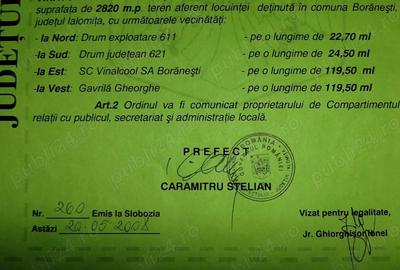 suprafața de 2820 m.p. teren aferent locuinței deținută în comuna Borănești,
județul Ialomița, cu următoarele vecinătăți:
- la Nord: Drum exploatare 611 - pe o lungime de 22,70 ml
- la Sud: Drum județean 621 - pe o lungime de 24,50 ml
- la Est: SC Vinalcool SA Borănești - pe o lungime de 119,50 ml
- la Vest: Gavrilă Gheorghe - pe o lungime de 119,50 ml
Art.2 Ordinul va fi comunicat proprietarului de Compartimentul
relații cu publicul, secretariat și administrație locală.
PREFECT
CARAMITRU STELIAN
Nr. 260 Emis la Slobozia
Astăzi 20.05.2008
Vizat pentru legalitate,
Jr. Ghiorghișor Ionel
JUDEȚU